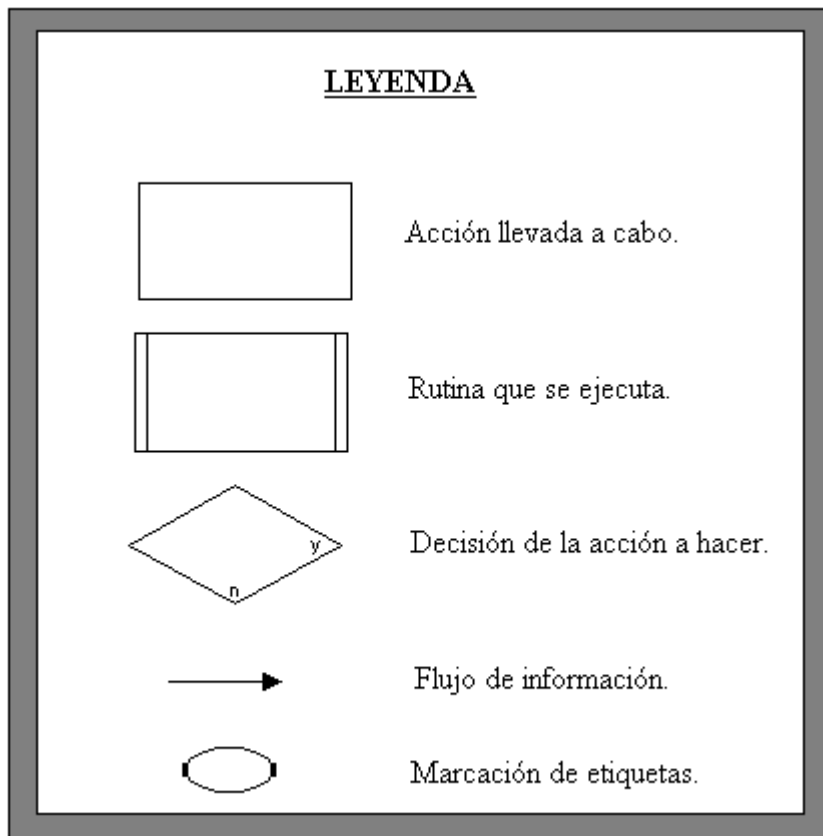 LEYENDA
Acción llevada a cabo.
Rutina que se ejecuta.
y
n
Decisión de la acción a hacer.
Flujo de información.
Marcación de etiquetas.